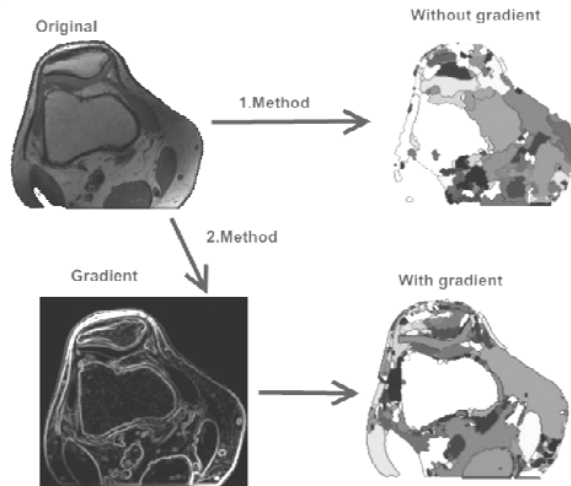 Original
Without gradient
1.Method
2.Method
Gradient
With gradient